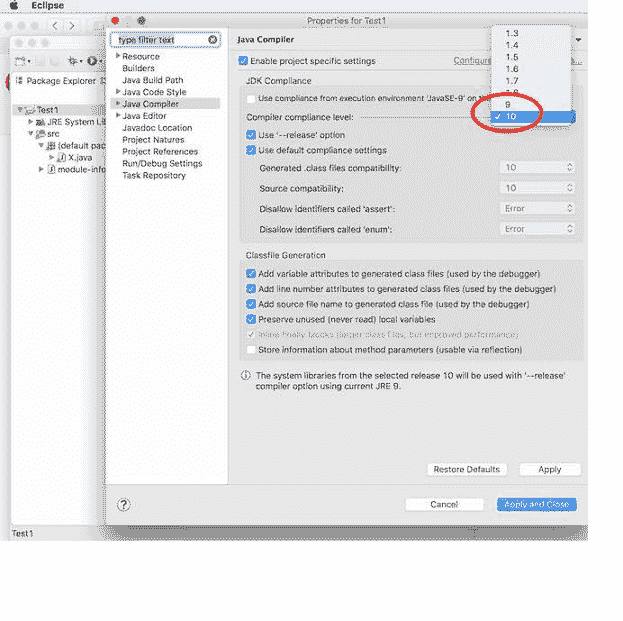 Eclipse
Properties for Test1
type filter text
Resource
Builders
Java Build Path
Java Code Style
Java Compiler
Java Editor
Javadoc Location
Project Natures
Project References
Run/Debug Settings
Task Repository
Package Explorer
Test1
JRE System Lib
src
(default pac
X.java
module-info
Java Compiler
Enable project specific settings
Configure
JDK Compliance
Use compliance from execution environment 'JavaSE-9' on
Compiler compliance level:
1.3
1.4
1.5
1.6
1.7
1.8
9
10
Use '--release' option
Use default compliance settings
Generated .class files compatibility: 10
Source compatibility: 10
Disallow identifiers called 'assert': Error
Disallow identifiers called 'enum': Error
Classfile Generation
Add variable attributes to generated class files (used by the debugger)
Add line number attributes to generated class files (used by the debugger)
Add source file name to generated class file (used by the debugger)
Preserve unused (never read) local variables
Inline finally blocks (larger class files, but improved performance)
Store information about method parameters (usable via reflection)
The system libraries from the selected release 10 will be used with '--release'
compiler option using current JRE 9.
Restore Defaults
Apply
Cancel
Apply and Close
Test1